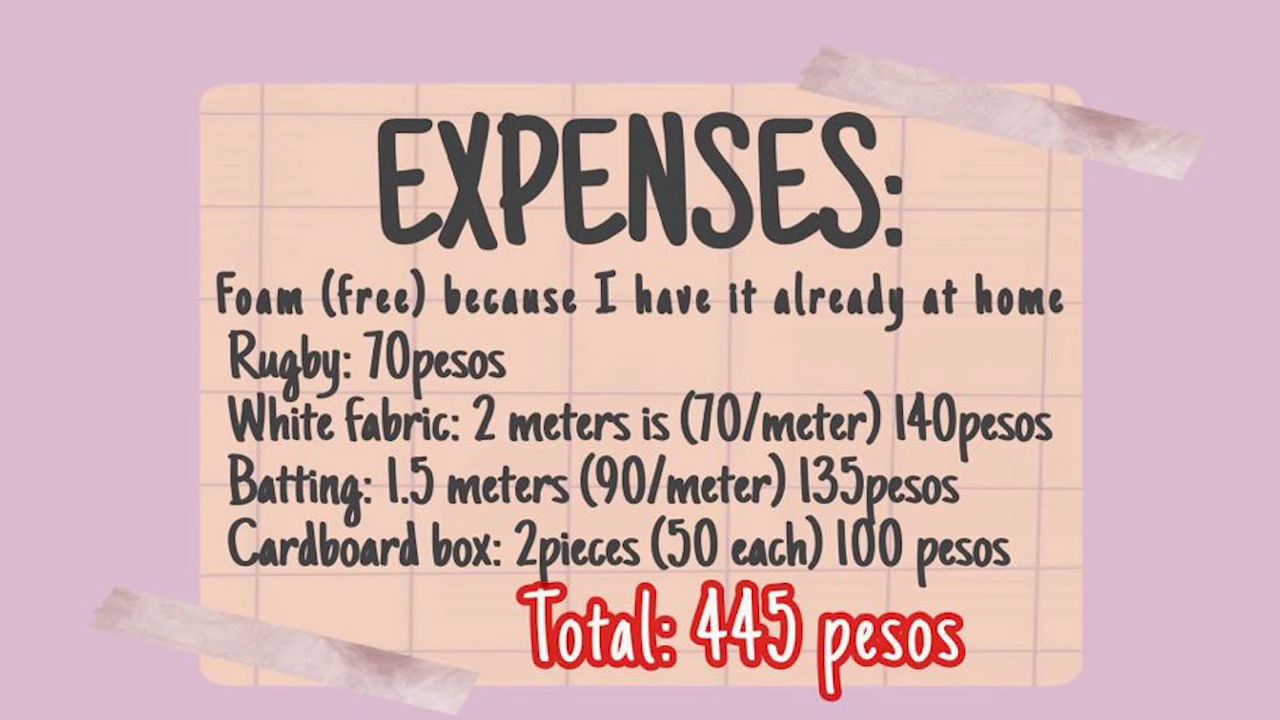 EXPENSES:
Foam (free) because I have it already at home
Rugby: 70pesos
White fabric: 2 meters is (70/meter) 140pesos
Batting: 1.5 meters (90/meter) 135pesos
Cardboard box: 2pieces (50 each) 100 pesos
Total: 445 pesos